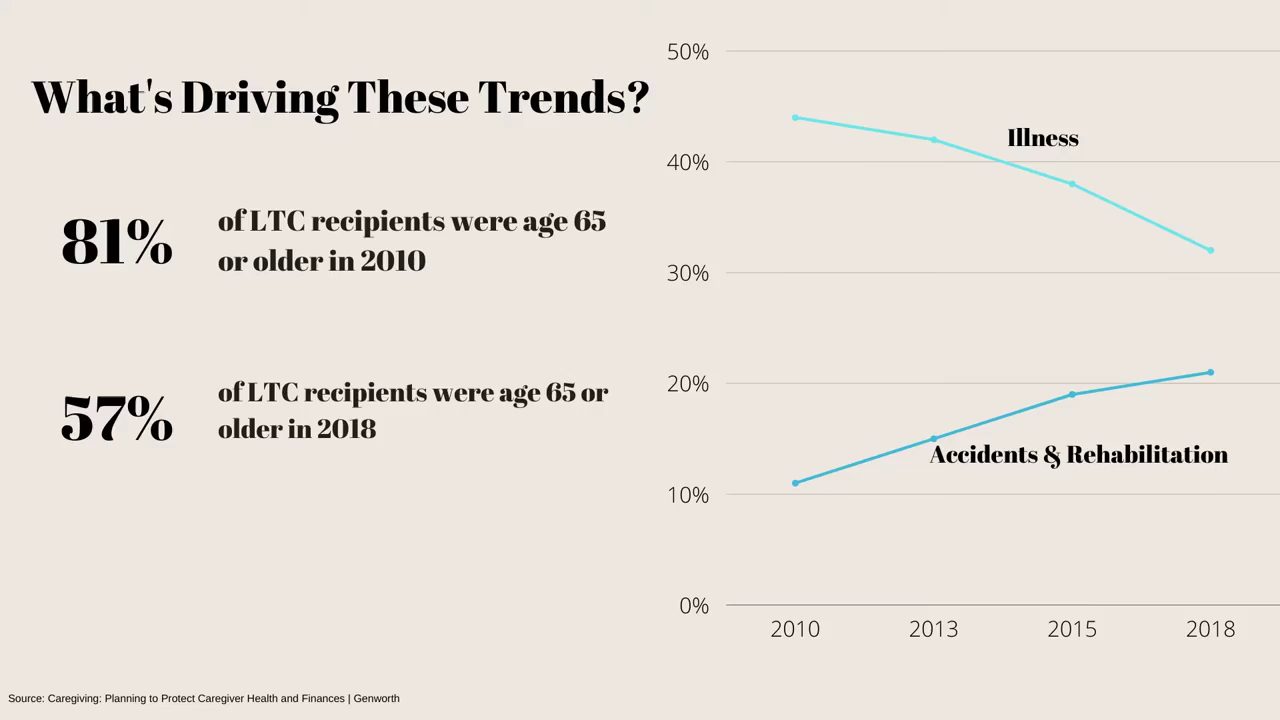 What's Driving These Trends?
81%
of LTC recipients were age 65
or older in 2010
57%
of LTC recipients were age 65 or
older in 2018
50%
40%
30%
20%
10%
0%
Illness
Accidents & Rehabilitation
2010 2013 2015 2018
Source: Caregiving: Planning to Protect Caregiver Health and Finances | Genworth